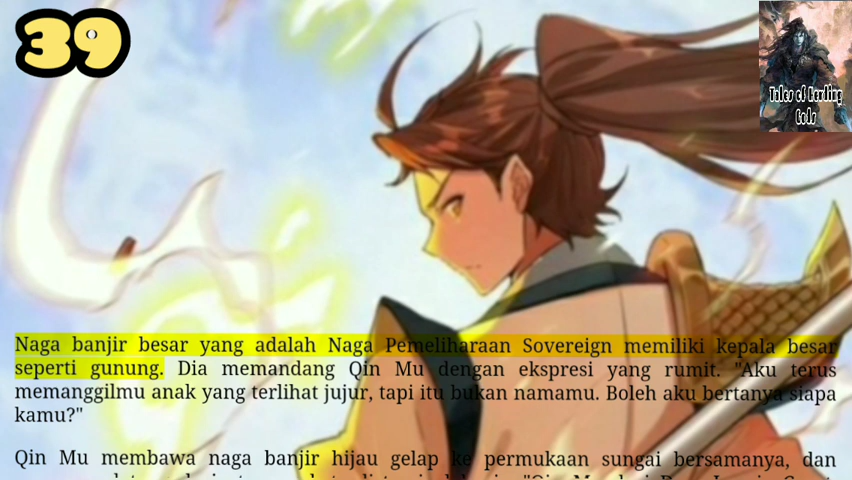 39
Tales of Herding
Gods
Naga banjir besar yang adalah Naga Pemeliharaan Sovereign memiliki kepala besar
seperti gunung. Dia memandang Qin Mu dengan ekspresi yang rumit. "Aku terus
memanggilmu anak yang terlihat jujur, tapi itu bukan namamu. Boleh aku bertanya siapa
kamu?"
Qin Mu membawa naga banjir hijau gelap ke permukaan sungai bersamanya, dan